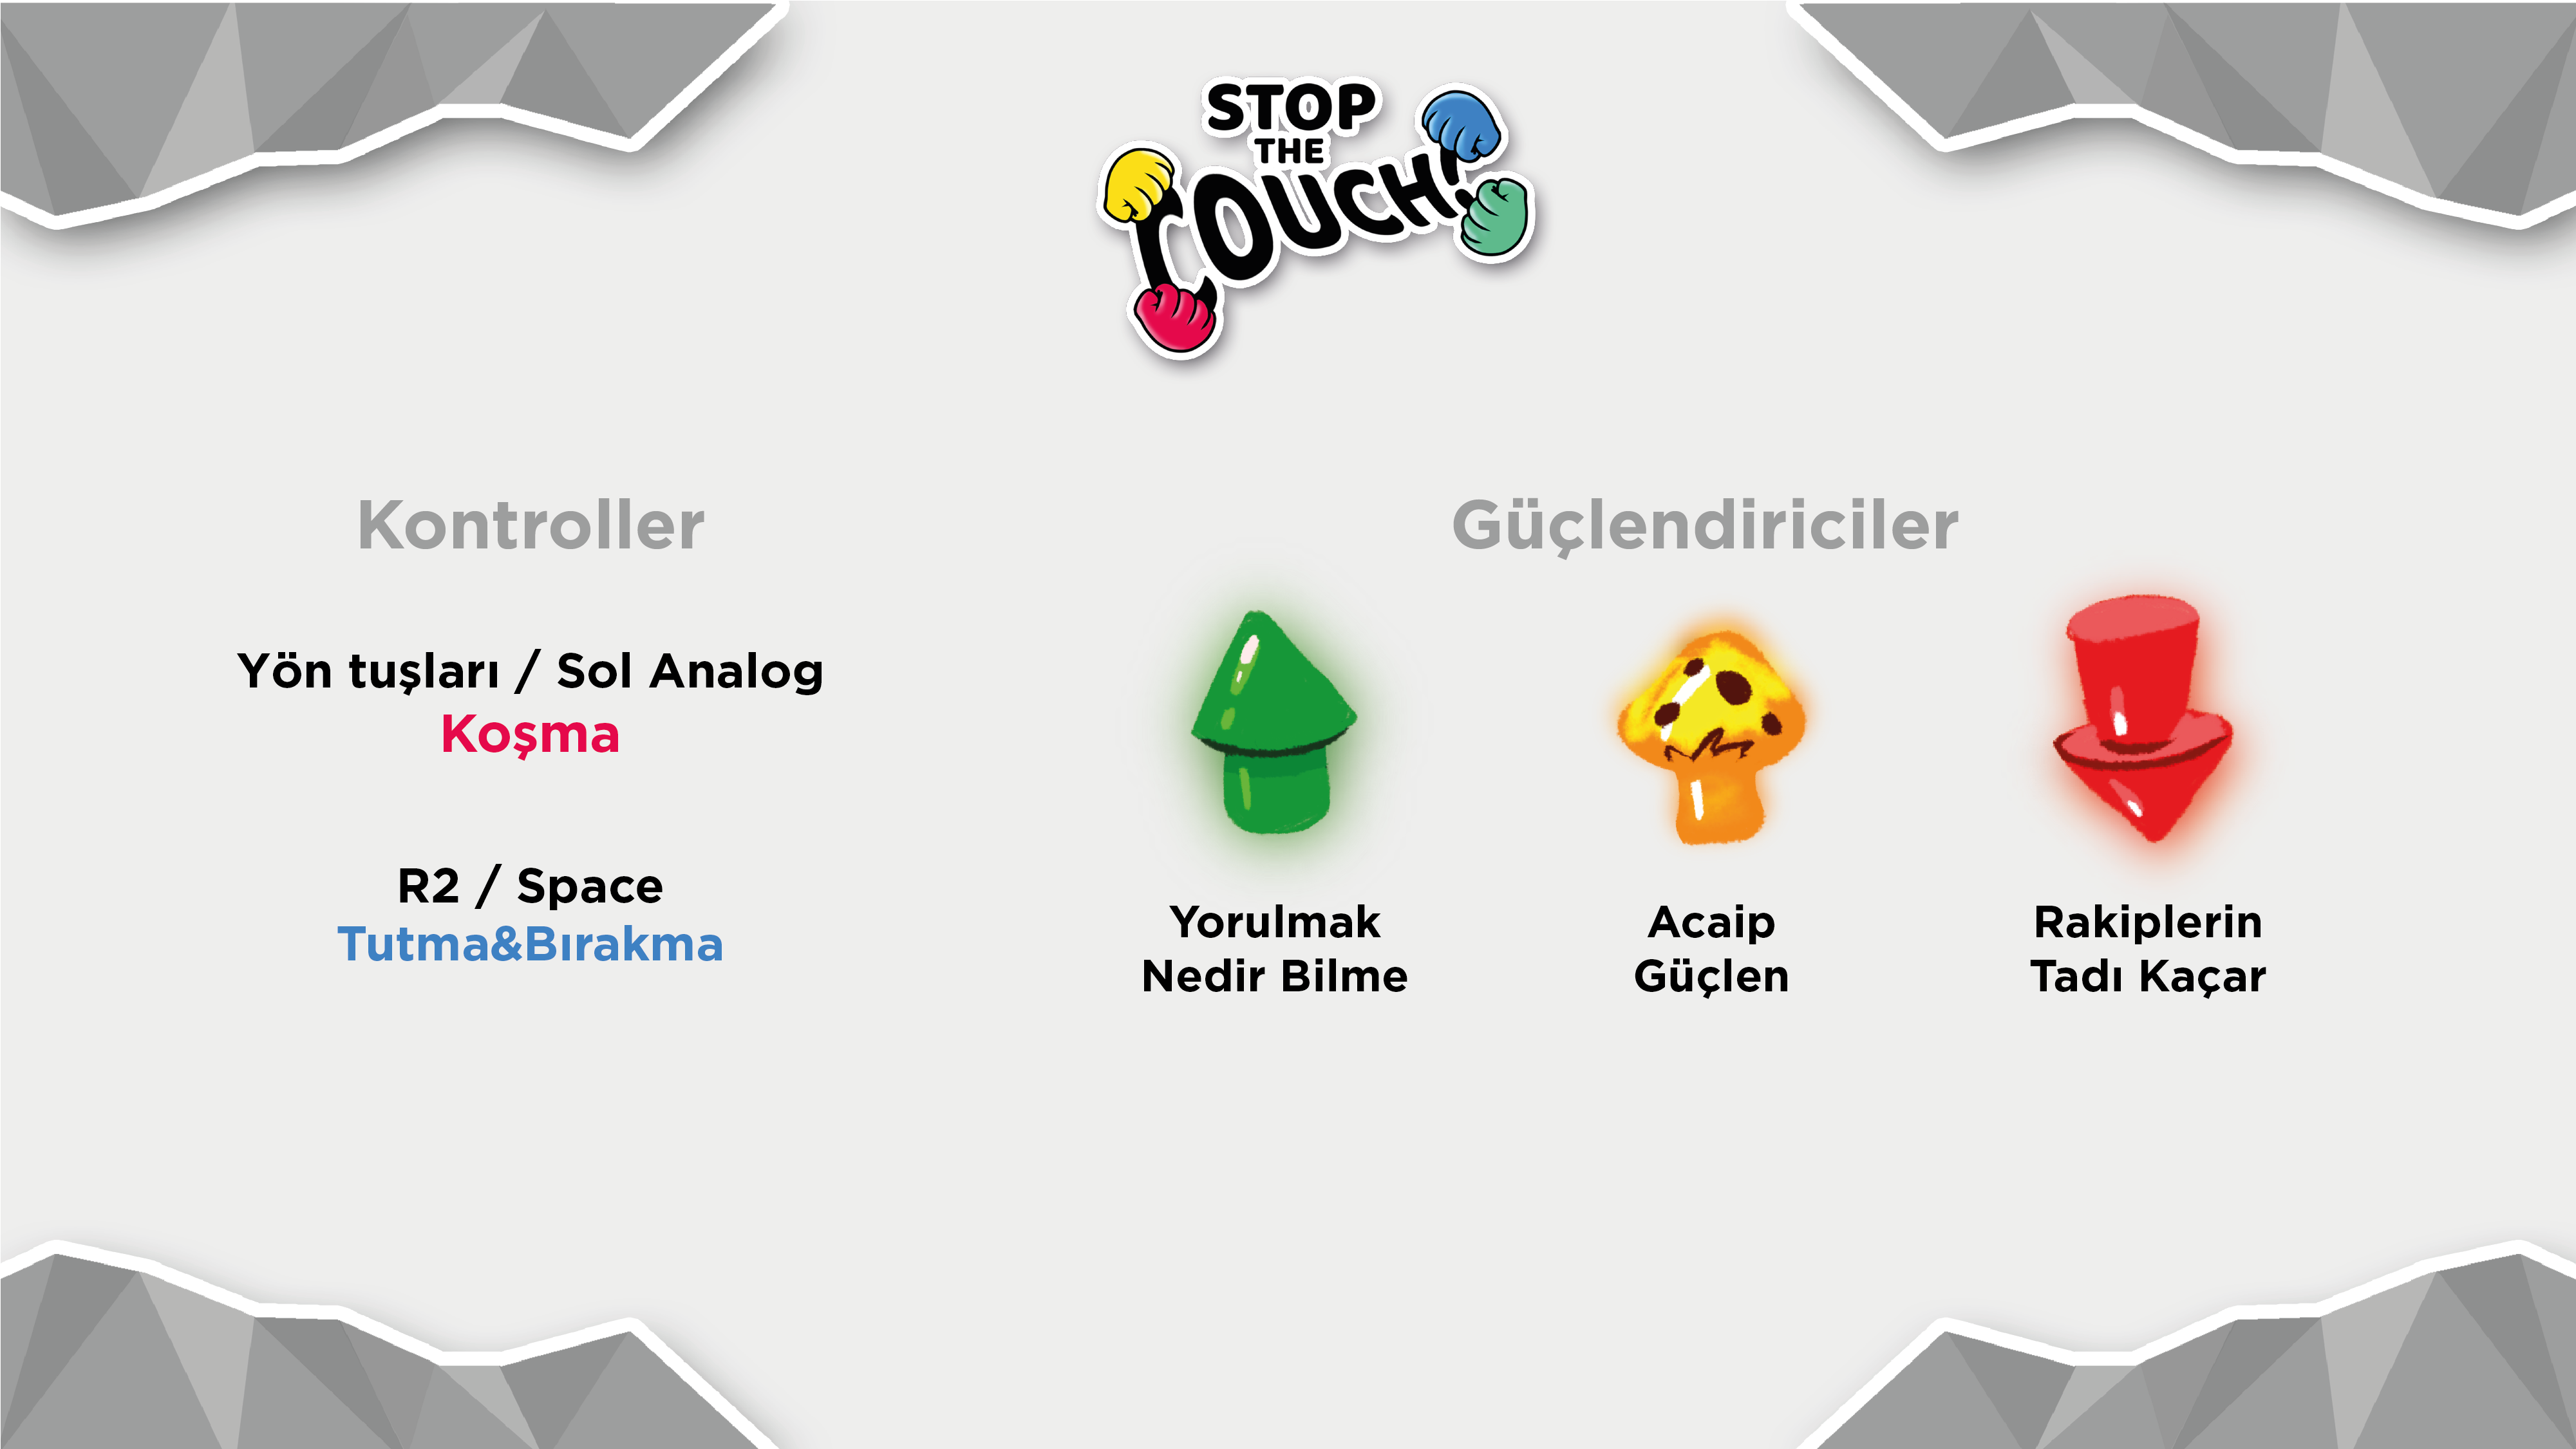 STOP
THE
COUCH!
Kontroller
Yön tuşları / Sol Analog
Koşma
R2 / Space
Tutma&Bırakma
Güçlendiriciler
Yorulmak
Nedir Bilme
Acaip
Güçlen
Rakiplerin
Tadı Kaçar